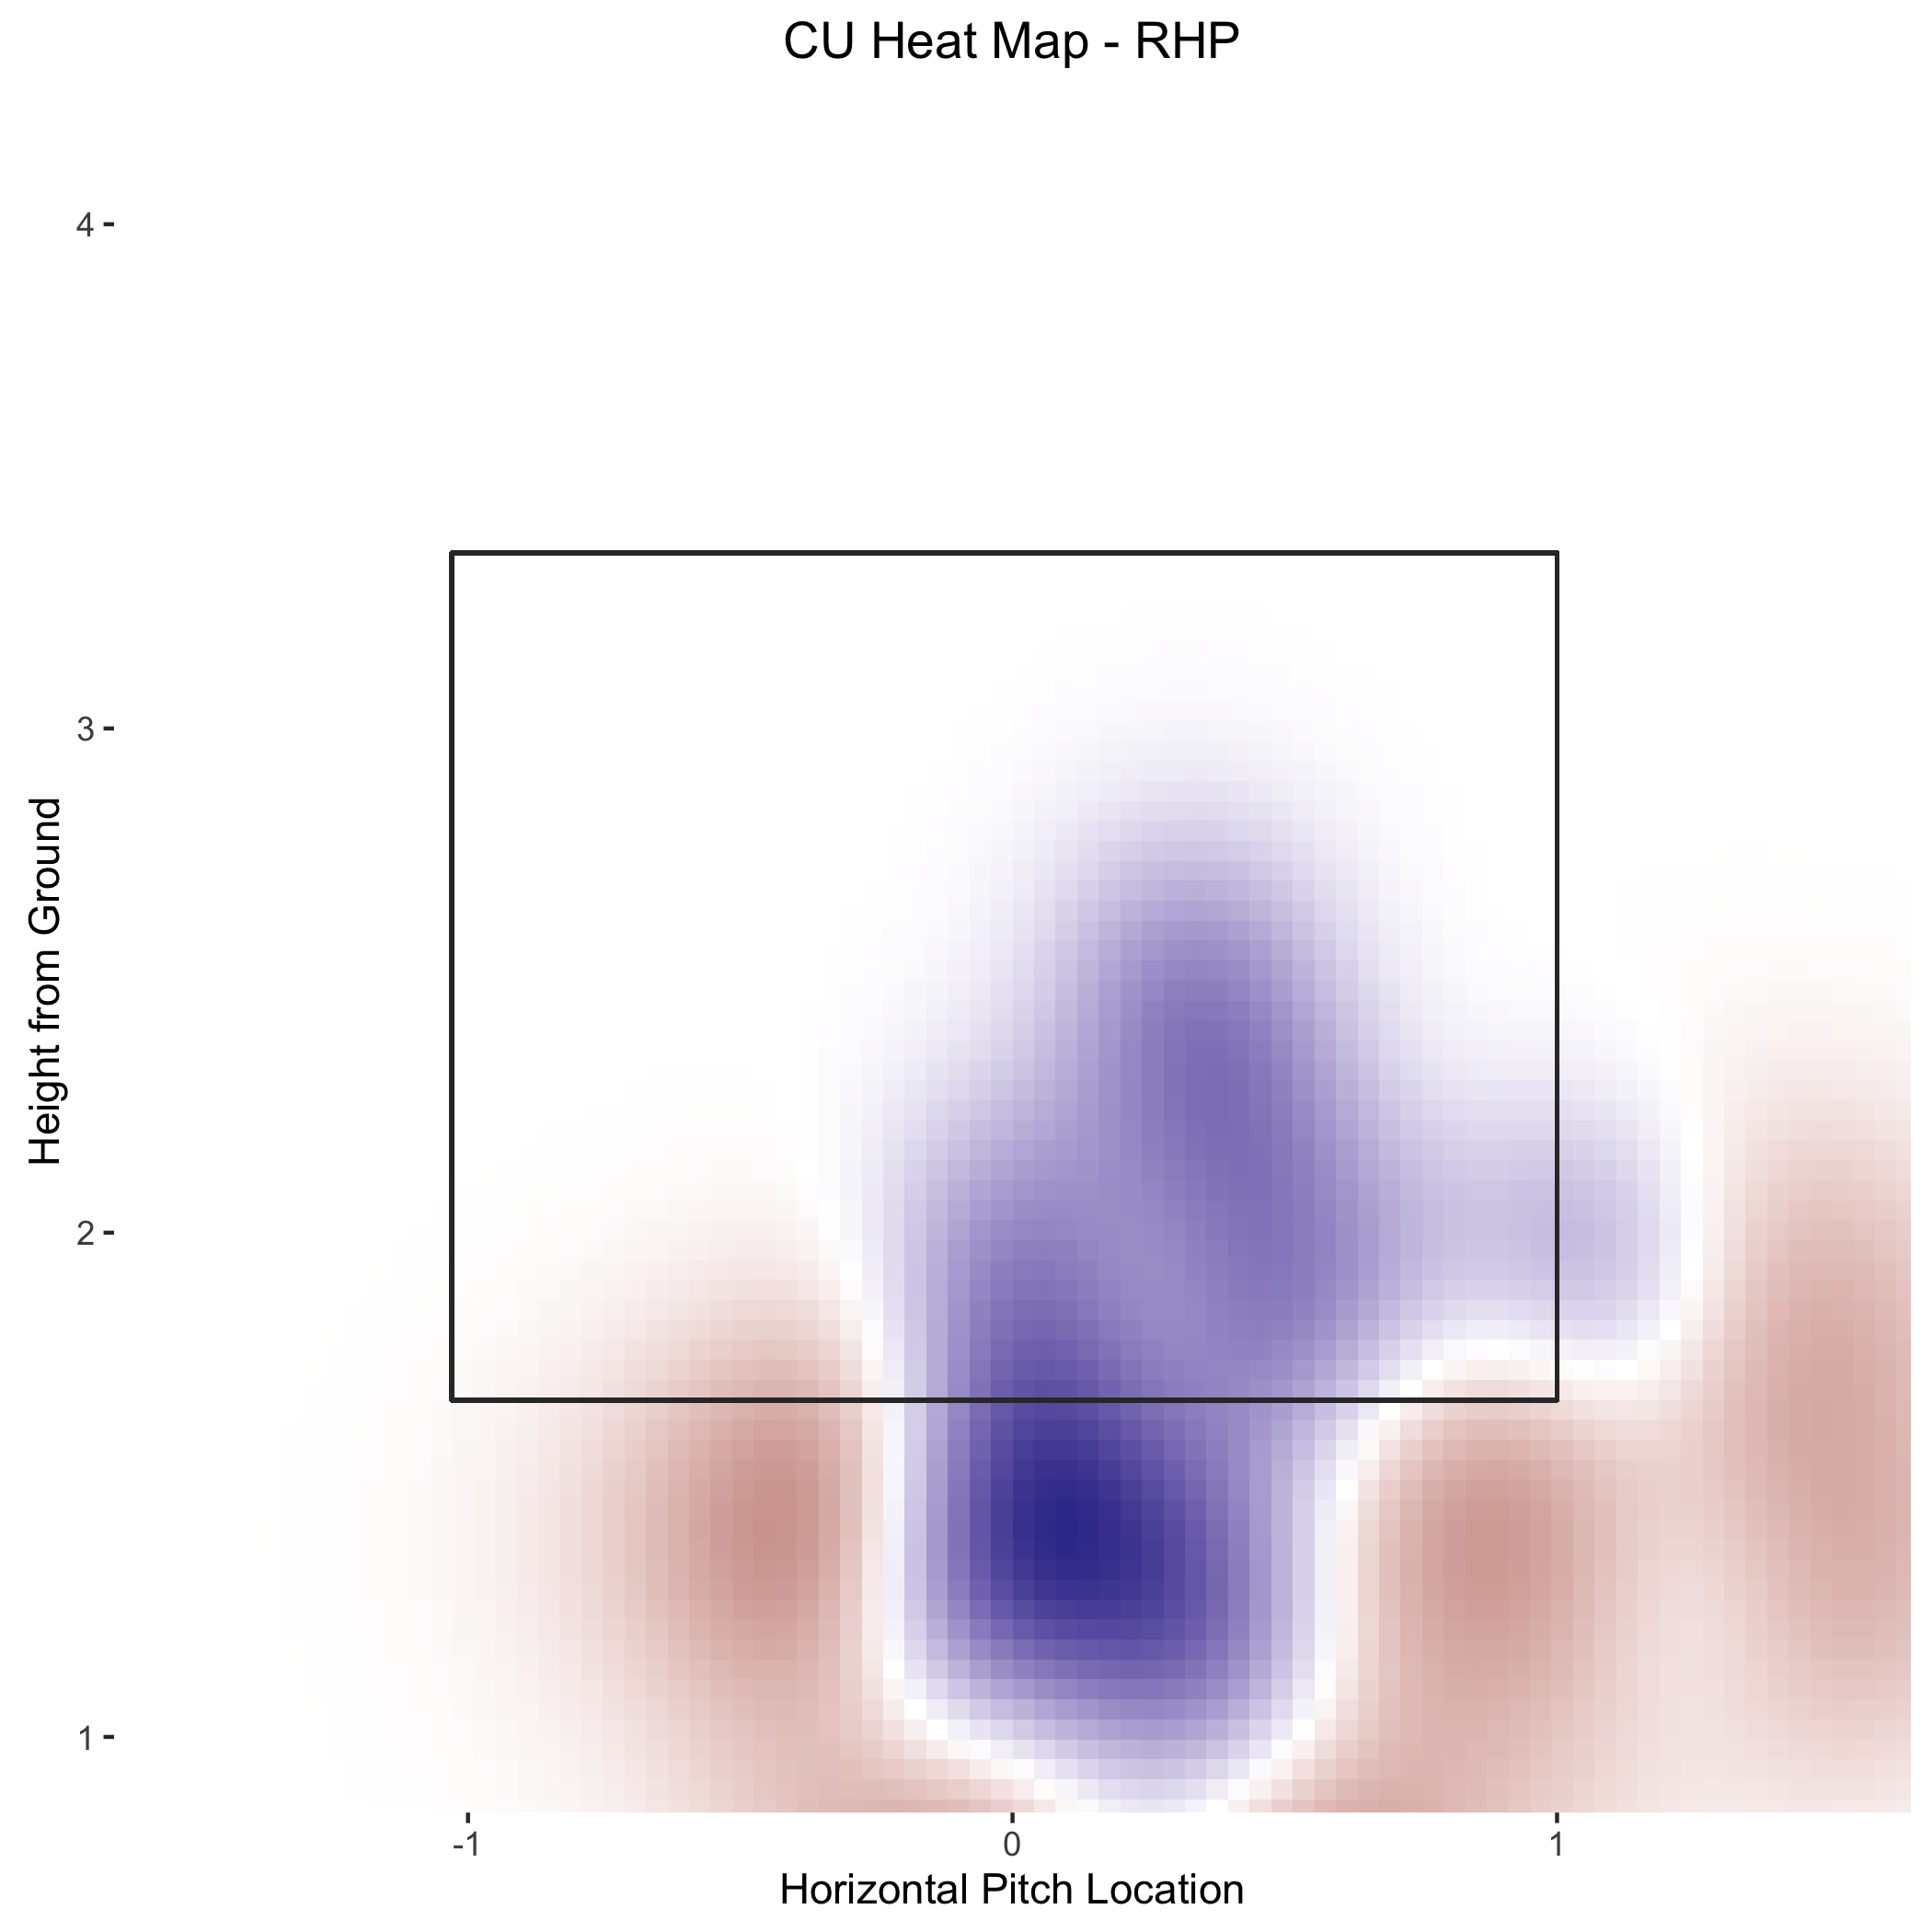 CU Heat Map - RHP
4
3
2
1
Height from Ground
-1 0 1
Horizontal Pitch Location